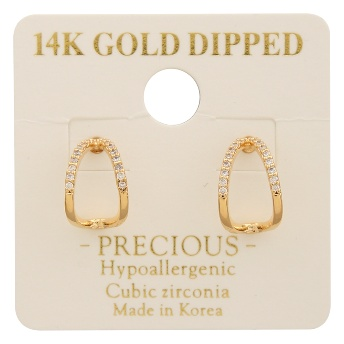 14K GOLD DIPPED
- PRECIOUS -
Hypoallergenic
Cubic zirconia
Made in Korea